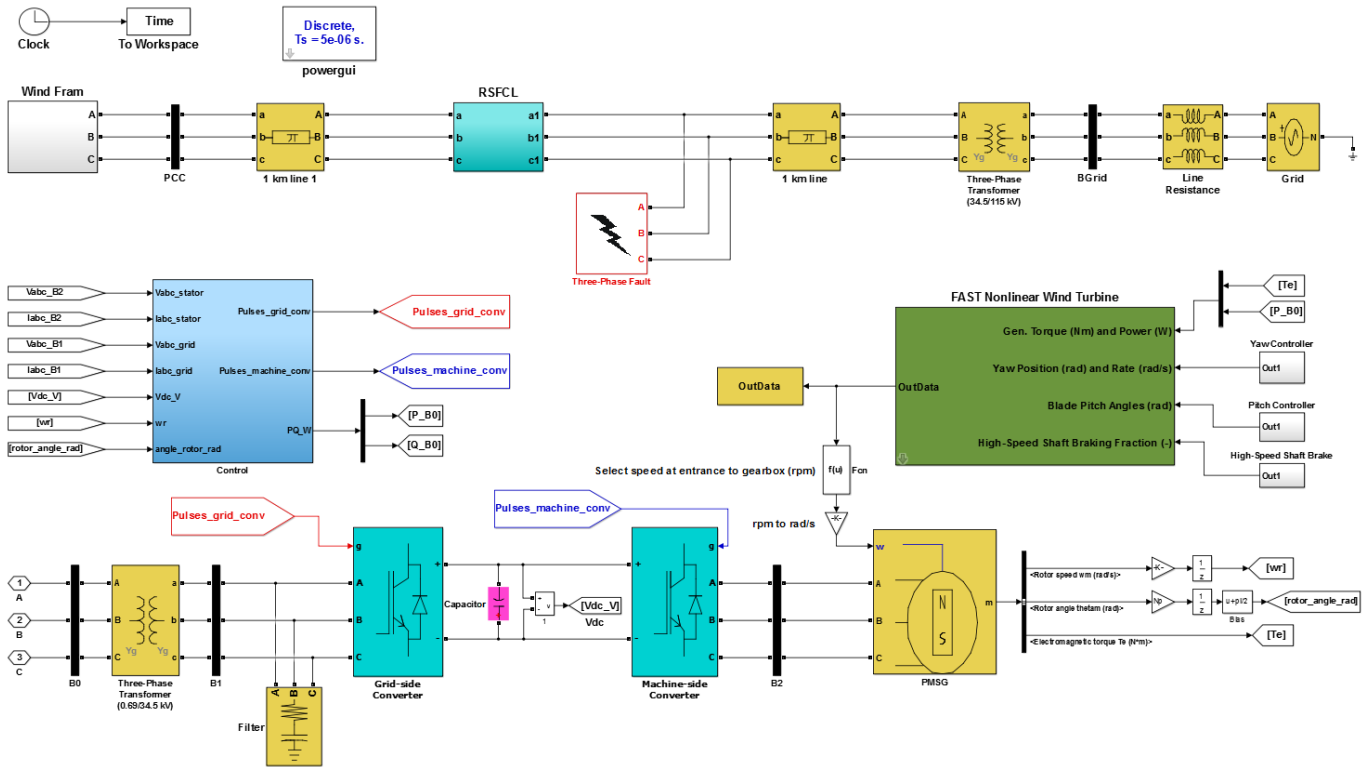 Clock
Time
To Workspace
Discrete,
Ts = 5e-06 s.
powergui
Wind Fram
A
B
C
PCC
a
b
c
A
B
C
1 km line 1
RSFCL
a
b
c
a1
b1
c1
a
b
c
A
B
C
1 km line
A
B
C
a
b
c
Yg
Yg
Three-Phase
Transformer
(34.5/115 kV)
BGrid
a
b
c
A
B
C
Line
Resistance
A
B
C
N
Grid
A
B
C
Three-Phase Fault
Vabc_B2
Iabc_B2
Vabc_B1
Iabc_B1
[Vdc_V]
[wr]
[rotor_angle_rad]
Vabc_stator
Iabc_stator
Vabc_grid
Iabc_grid
Vdc_V
wr
angle_rotor_rad
Pulses_grid_conv
Pulses_machine_conv
PQ_W
Control
Pulses_grid_conv
Pulses_machine_conv
[P_B0]
[Q_B0]
FAST Nonlinear Wind Turbine
OutData
OutData
Gen. Torque (Nm) and Power (W)
Yaw Position (rad) and Rate (rad/s)
Blade Pitch Angles (rad)
High-Speed Shaft Braking Fraction (-)
[Te]
[P_B0]
Yaw Controller
Out1
Pitch Controller
Out1
High-Speed Shaft Brake
Out1
Select speed at entrance to gearbox (rpm)
f(u)
Fcn
rpm to rad/s
-K-
Pulses_grid_conv
Pulses_machine_conv
1
A
2
B
3
C
B0
A
B
C
a
b
c
Yg
Yg
Three-Phase
Transformer
(0.69/34.5 kV)
B1
A
B
C
Filter
g
A
B
C
+
-
Grid-side
Converter
Capacitor
+
-
v
1
[Vdc_V]
Vdc
+
-
g
A
B
C
Machine-side
Converter
B2
w
A
B
C
N
S
m
PMSG
<Rotor speed wm (rad/s)>
<Rotor angle thetam (rad)>
<Electromagnetic torque Te (N*m)>
-K-
1
z
[wr]
Np
1
z
u+pi/2
Bias
[rotor_angle_rad]
[Te]